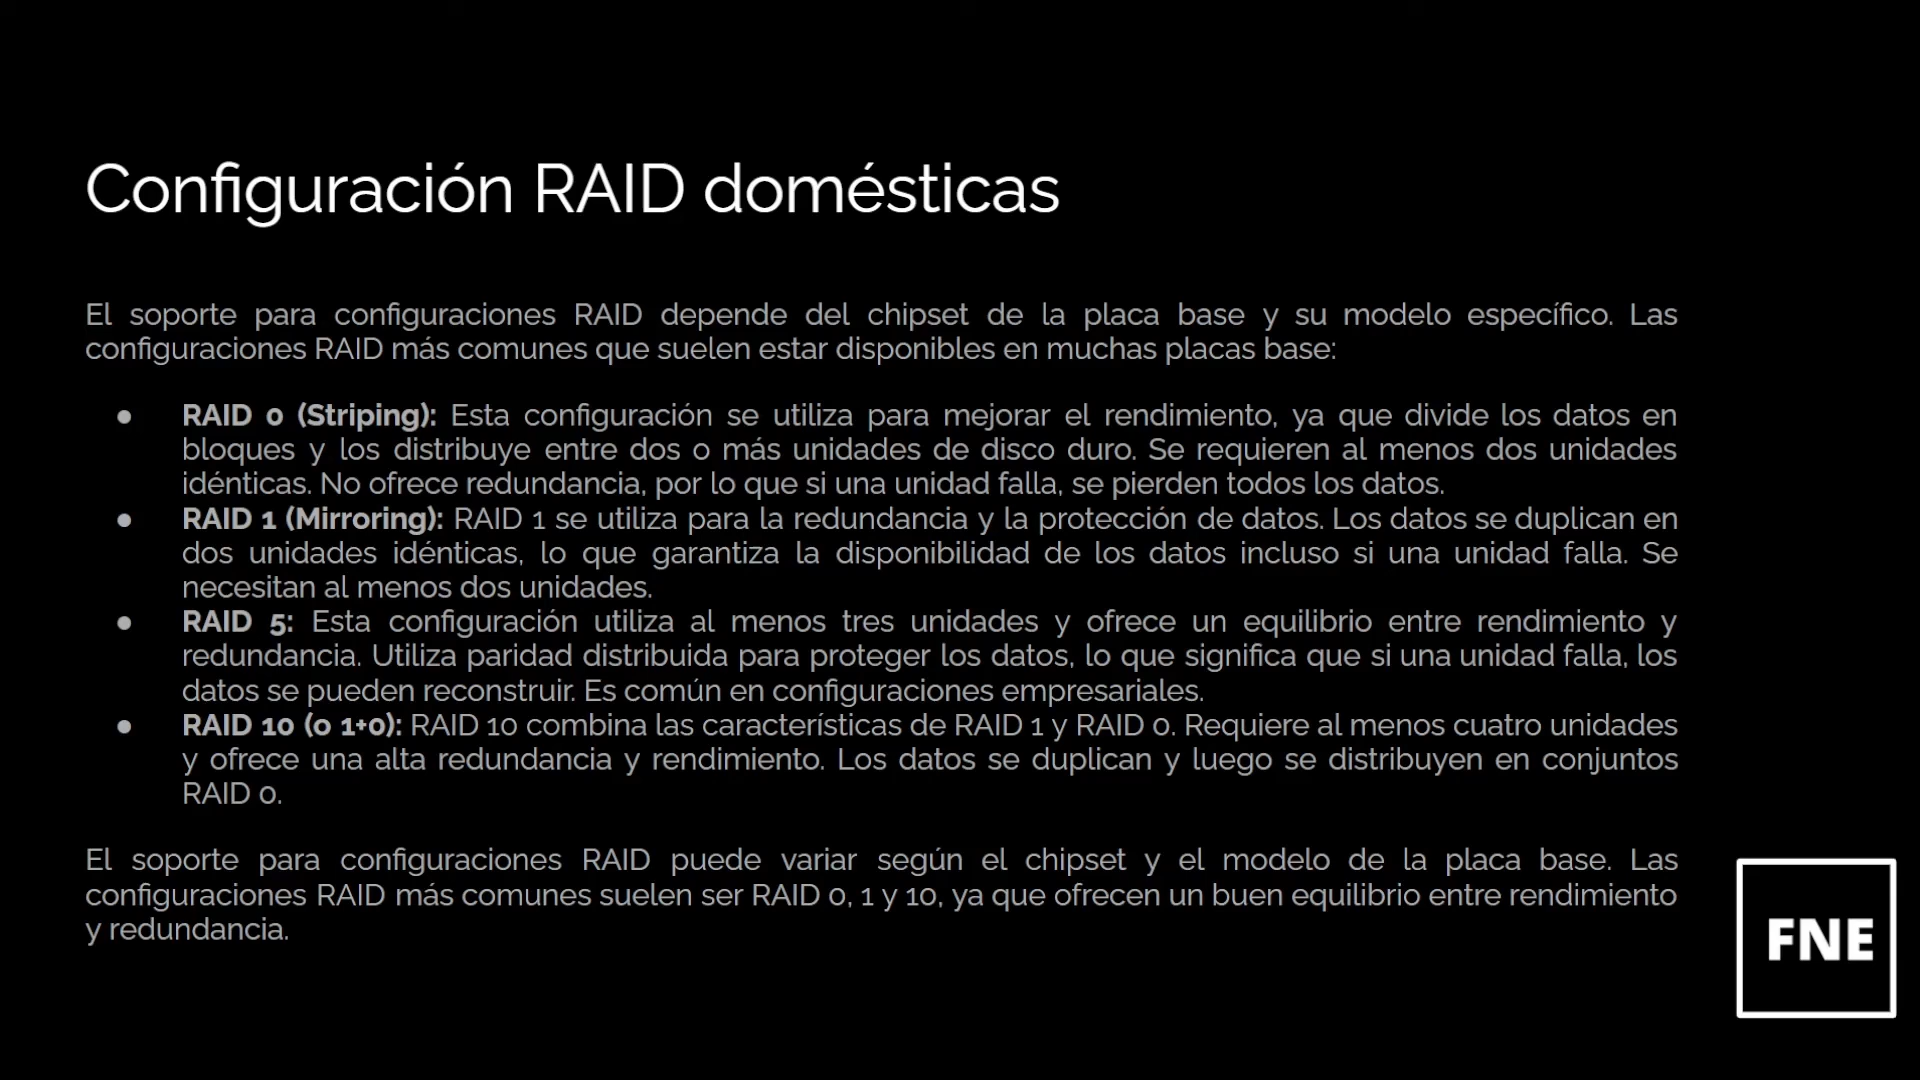 Configuración RAID domésticas
El soporte para configuraciones RAID depende del chipset de la placa base y su modelo específico. Las
configuraciones RAID más comunes que suelen estar disponibles en muchas placas base:
● RAID 0 (Striping): Esta configuración se utiliza para mejorar el rendimiento, ya que divide los datos en
bloques y los distribuye entre dos o más unidades de disco duro. Se requieren al menos dos unidades
idénticas. No ofrece redundancia, por lo que si una unidad falla, se pierden todos los datos.
● RAID 1 (Mirroring): RAID 1 se utiliza para la redundancia y la protección de datos. Los datos se duplican en
dos unidades idénticas, lo que garantiza la disponibilidad de los datos incluso si una unidad falla. Se
necesitan al menos dos unidades.
● RAID 5: Esta configuración utiliza al menos tres unidades y ofrece un equilibrio entre rendimiento y
redundancia. Utiliza paridad distribuida para proteger los datos, lo que significa que si una unidad falla, los
datos se pueden reconstruir. Es común en configuraciones empresariales.
● RAID 10 (o 1+0): RAID 10 combina las características de RAID 1 y RAID 0. Requiere al menos cuatro unidades
y ofrece una alta redundancia y rendimiento. Los datos se duplican y luego se distribuyen en conjuntos
RAID 0.
El soporte para configuraciones RAID puede variar según el chipset y el modelo de la placa base. Las
configuraciones RAID más comunes suelen ser RAID 0, 1 y 10, ya que ofrecen un buen equilibrio entre rendimiento
y redundancia.
FNE